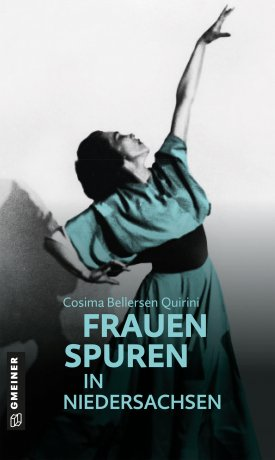 Cosima Bellersen Quirini
FRAUEN
SPUREN
IN
NIEDERSACHSEN
GMEINER